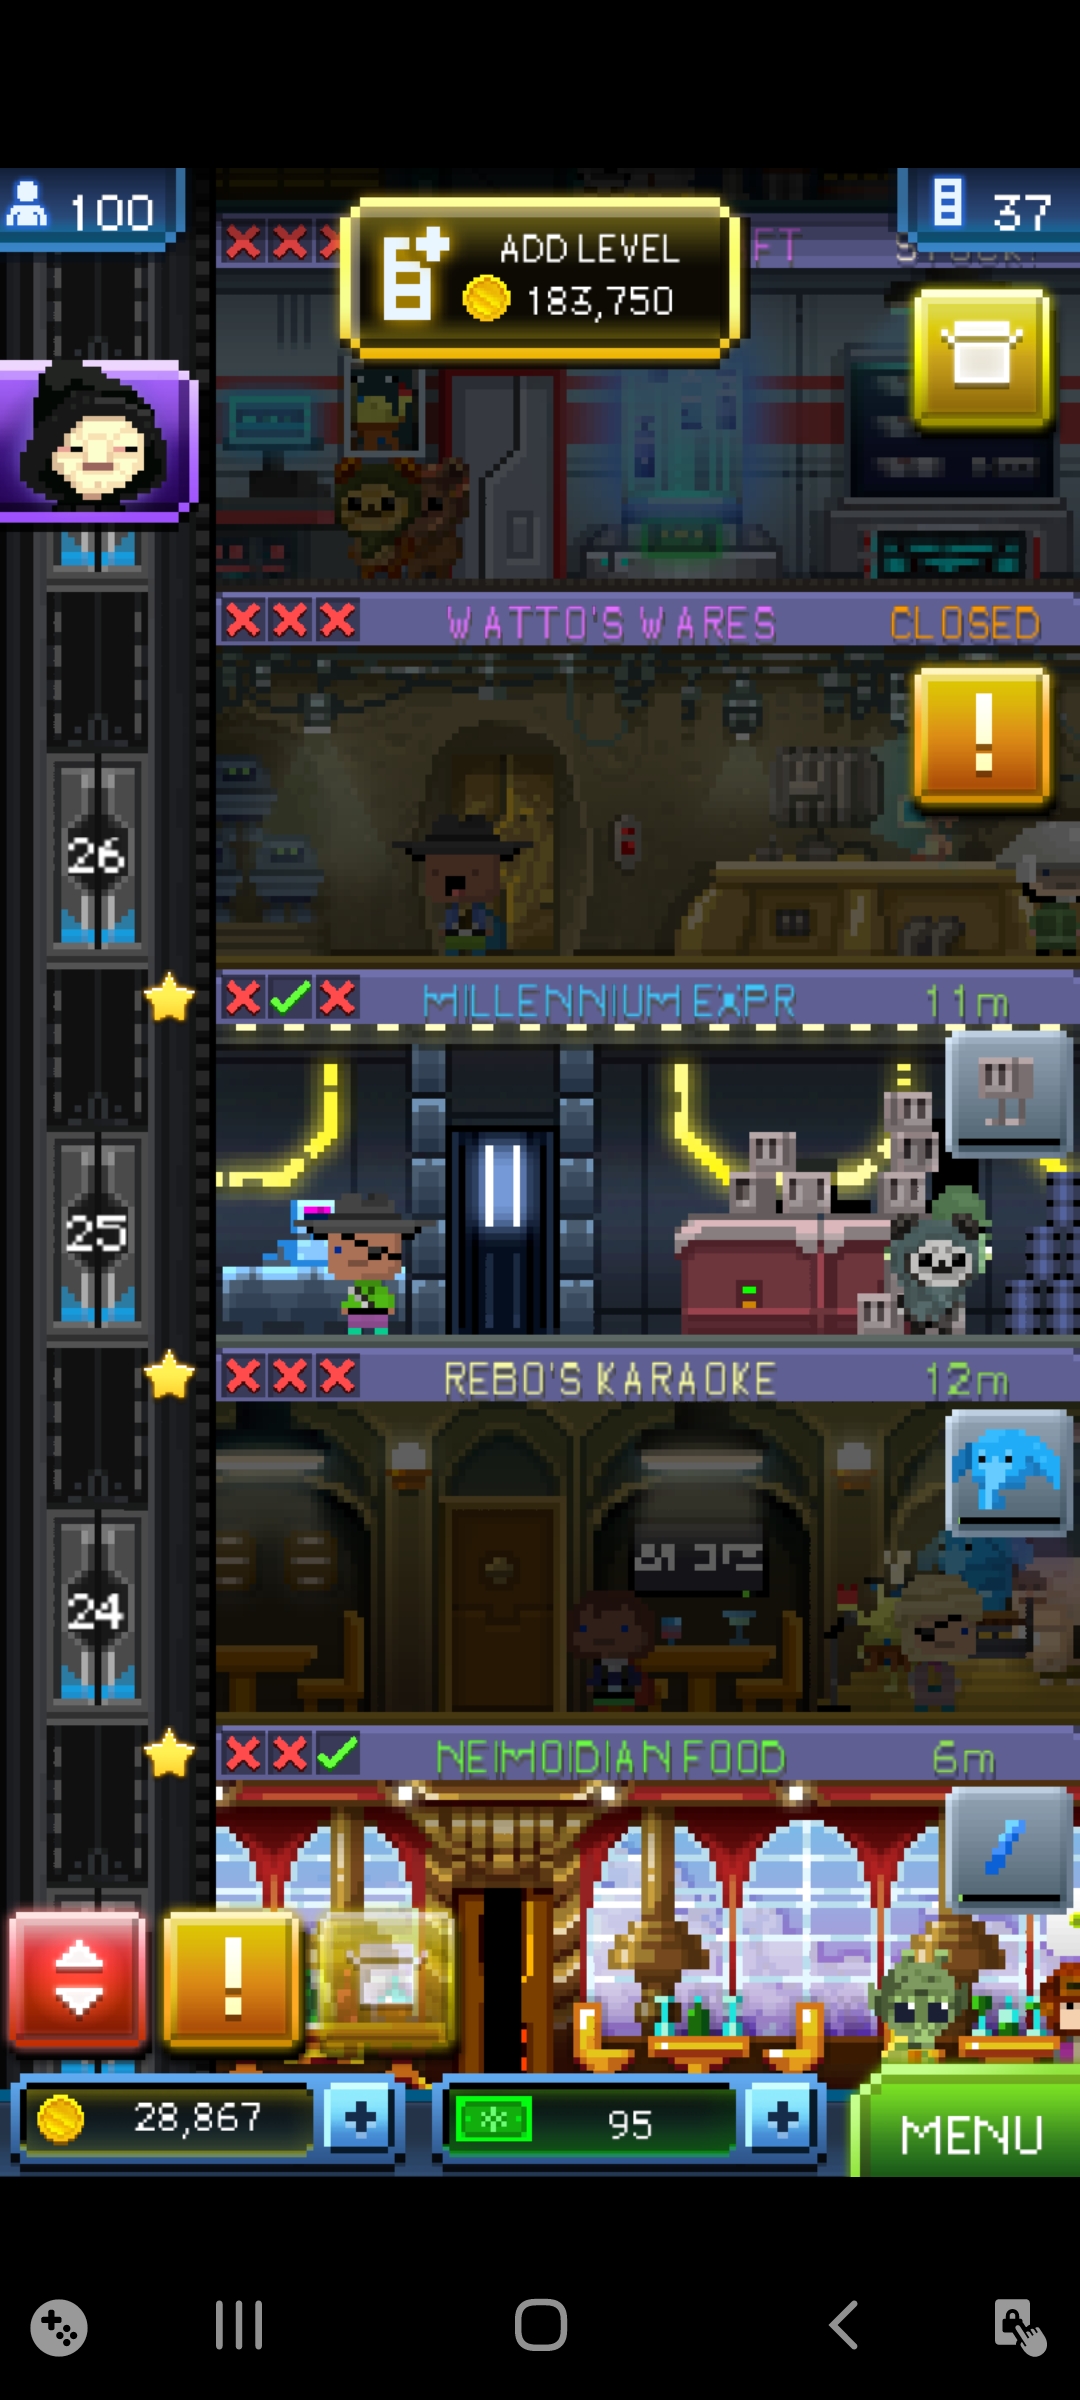 100
ADD LEVEL
183,750
37
FT
WATTO'S WARES
CLOSED
!
26
MILLENNIUM EXPR
11m
25
REBO'S KARAOKE
12m
24
NEIMOIDIAN FOOD
6m
!
28,867
+
95
+
MENU